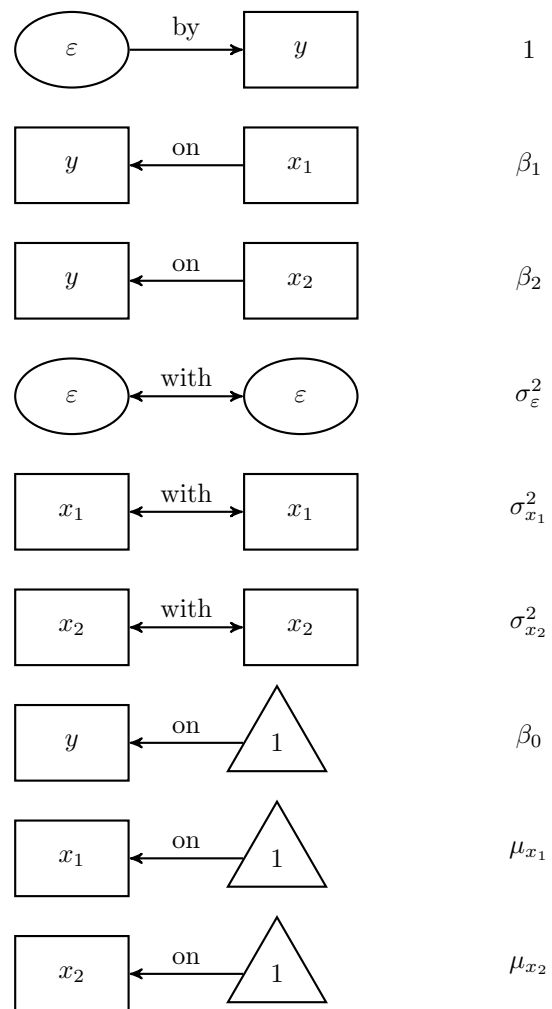 ε by y 1
y on x₁ β₁
y on x₂ β₂
ε with ε σ²_ε
x₁ with x₁ σ²_x₁
x₂ with x₂ σ²_x₂
y on 1 β₀
x₁ on 1 μ_x₁
x₂ on 1 μ_x₂